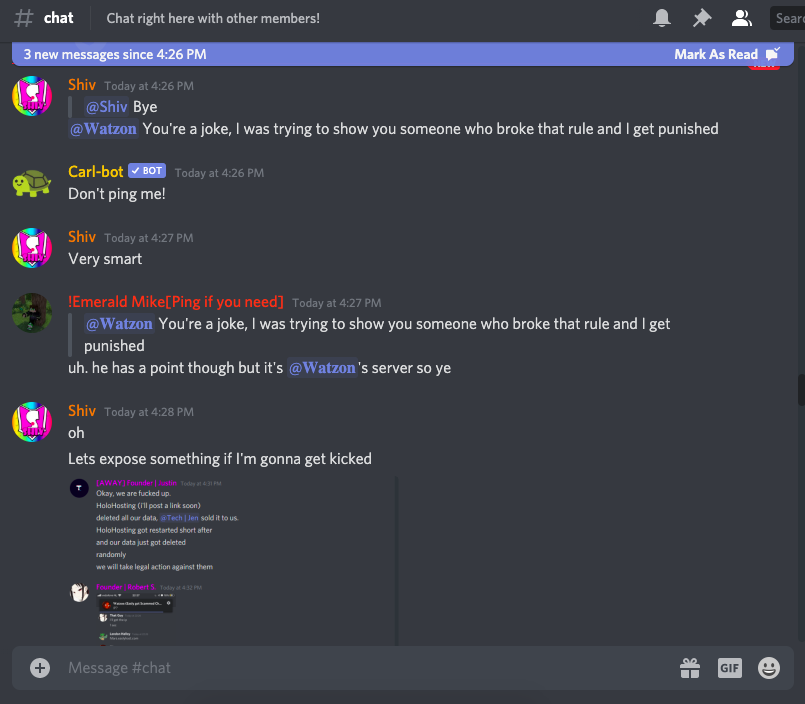 # chat
Chat right here with other members!
Sear
3 new messages since 4:26 PM
Mark As Read
Shiv Today at 4:26 PM
@Shiv Bye
@Watzon You're a joke, I was trying to show you someone who broke that rule and I get punished
Carl-bot ✓ BOT Today at 4:26 PM
Don't ping me!
Shiv Today at 4:27 PM
Very smart
!Emerald Mike[Ping if you need] Today at 4:27 PM
@Watzon You're a joke, I was trying to show you someone who broke that rule and I get
punished
uh. he has a point though but it's @Watzon's server so ye
Shiv Today at 4:28 PM
oh
Lets expose something if I'm gonna get kicked
Today at 4:31 PM
Okay, we are fucked up.
HoloHosting (i'll post a link soon)
deleted all our data, @Tech | Jen sold it to us.
HoloHosting got restarted short after
and our data just got deleted
randomly
we will take legal action against them
Today at 4:32 PM
Message #chat
GIF